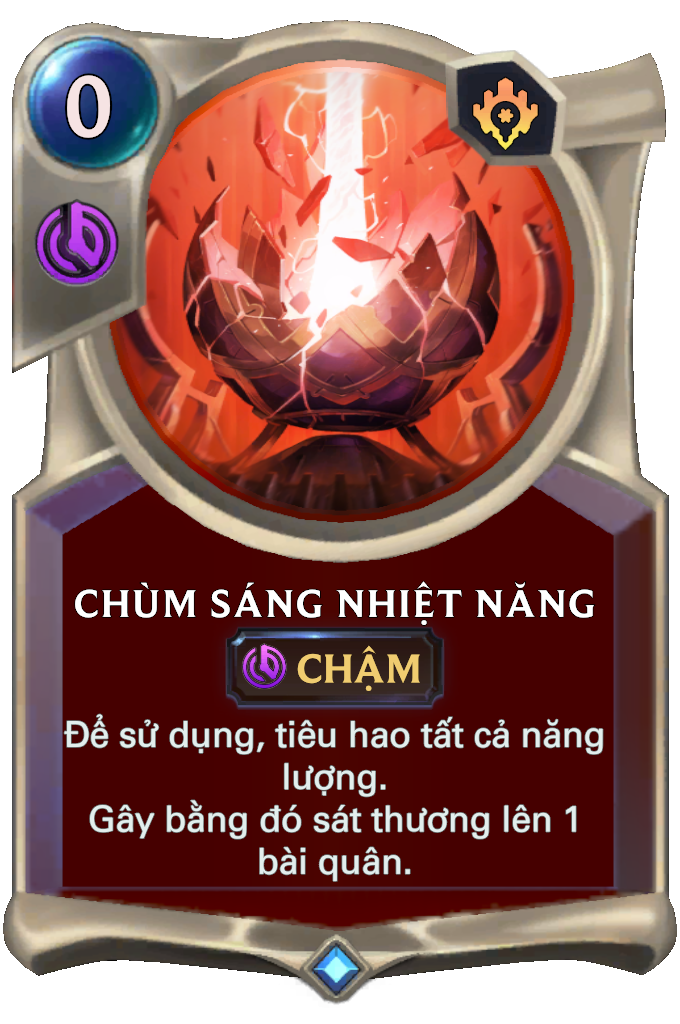 0
CHÙM SÁNG NHIỆT NĂNG
CHẬM
Để sử dụng, tiêu hao tất cả năng
lượng.
Gây bằng đó sát thương lên 1
bài quân.